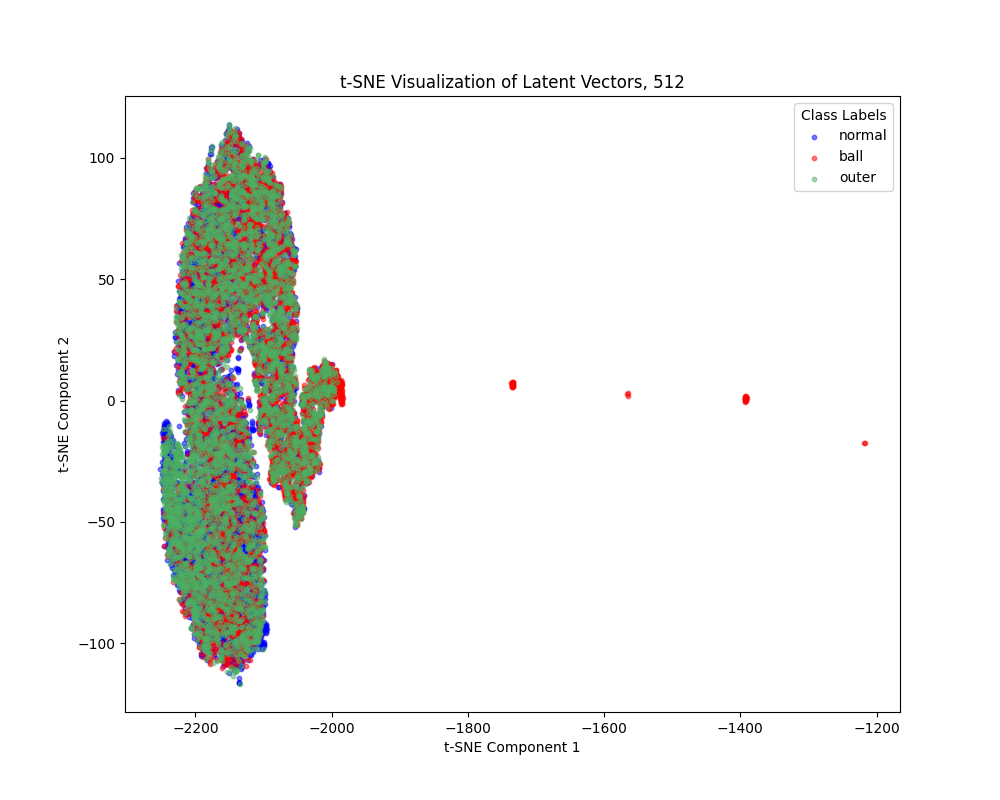 t-SNE Visualization of Latent Vectors, 512
Class Labels
normal
ball
outer
100
50
0
−50
−100
t-SNE Component 2
−2200
−2000
−1800
−1600
−1400
−1200
t-SNE Component 1